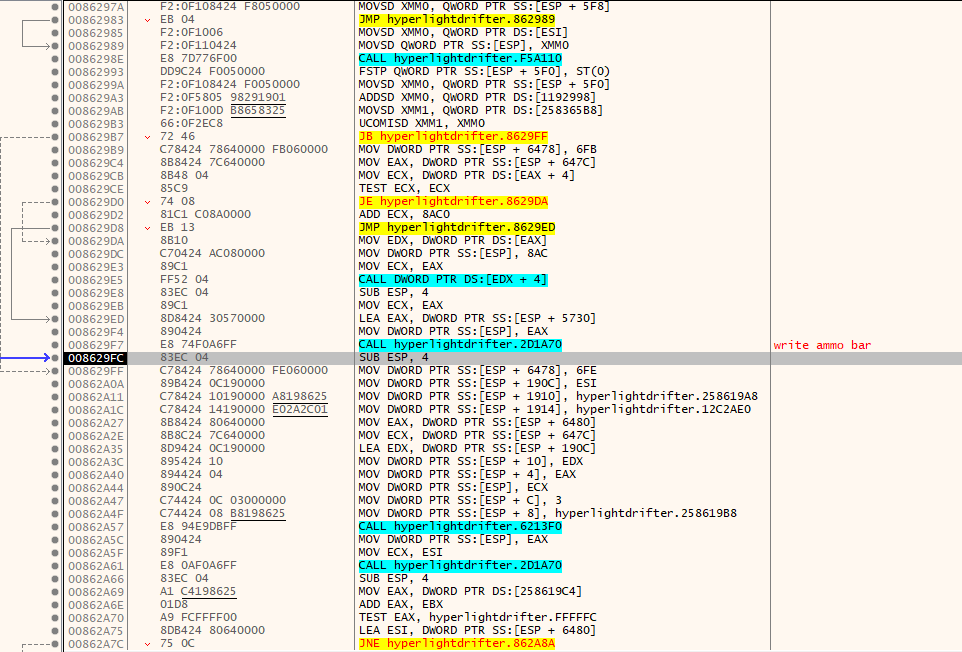 0086297A F2:0F108424 F8050000 MOVSD XMM0, QWORD PTR SS:[ESP + 5F8]
00862983 EB 04 JMP hyperlightdrifter.862989
00862985 F2:0F1006 MOVSD XMM0, QWORD PTR DS:[ESI]
00862989 F2:0F110424 MOVSD QWORD PTR SS:[ESP], XMM0
0086298E E8 7D776F00 CALL hyperlightdrifter.F5A110
00862993 DD9C24 F0050000 FSTP QWORD PTR SS:[ESP + 5F0], ST(0)
0086299A F2:0F108424 F0050000 MOVSD XMM0, QWORD PTR SS:[ESP + 5F0]
008629A3 F2:0F5805 98291901 ADDSD XMM0, QWORD PTR DS:[1192998]
008629AB F2:0F100D B8658325 MOVSD XMM1, QWORD PTR DS:[258365B8]
008629B3 66:0F2EC8 UCOMISD XMM1, XMM0
008629B7 72 46 JB hyperlightdrifter.8629FF
008629B9 C78424 78640000 FB060000 MOV DWORD PTR SS:[ESP + 6478], 6FB
008629C4 8B8424 7C640000 MOV EAX, DWORD PTR SS:[ESP + 647C]
008629CB 8B48 04 MOV ECX, DWORD PTR DS:[EAX + 4]
008629CE 85C9 TEST ECX, ECX
008629D0 74 08 JE hyperlightdrifter.8629DA
008629D2 81C1 C08A0000 ADD ECX, 8AC0
008629D8 EB 13 JMP hyperlightdrifter.8629ED
008629DA 8B10 MOV EDX, DWORD PTR DS:[EAX]
008629DC C70424 AC080000 MOV DWORD PTR SS:[ESP], 8AC
008629E3 89C1 MOV ECX, EAX
008629E5 FF52 04 CALL DWORD PTR DS:[EDX + 4]
008629E8 83EC 04 SUB ESP, 4
008629EB 89C1 MOV ECX, EAX
008629ED 8D8424 30570000 LEA EAX, DWORD PTR SS:[ESP + 5730]
008629F4 890424 MOV DWORD PTR SS:[ESP], EAX
008629F7 E8 74F0A6FF CALL hyperlightdrifter.2D1A70 write ammo bar
008629FC 83EC 04 SUB ESP, 4
008629FF C78424 78640000 FE060000 MOV DWORD PTR SS:[ESP + 6478], 6FE
00862A0A 89B424 0C190000 MOV DWORD PTR SS:[ESP + 190C], ESI
00862A11 C78424 10190000 A8198625 MOV DWORD PTR SS:[ESP + 1910], hyperlightdrifter.258619A8
00862A1C C78424 14190000 E02A2C01 MOV DWORD PTR SS:[ESP + 1914], hyperlightdrifter.12C2AE0
00862A27 8B8424 80640000 MOV EAX, DWORD PTR SS:[ESP + 6480]
00862A2E 8B8C24 7C640000 MOV ECX, DWORD PTR SS:[ESP + 647C]
00862A35 8D9424 0C190000 LEA EDX, DWORD PTR SS:[ESP + 190C]
00862A3C 895424 10 MOV DWORD PTR SS:[ESP + 10], EDX
00862A40 894424 04 MOV DWORD PTR SS:[ESP + 4], EAX
00862A44 890C24 MOV DWORD PTR SS:[ESP], ECX
00862A47 C74424 0C 03000000 MOV DWORD PTR SS:[ESP + C], 3
00862A4F C74424 08 B8198625 MOV DWORD PTR SS:[ESP + 8], hyperlightdrifter.258619B8
00862A57 E8 94E9DBFF CALL hyperlightdrifter.6213F0
00862A5C 890424 MOV DWORD PTR SS:[ESP], EAX
00862A5F 89F1 MOV ECX, ESI
00862A61 E8 0AF0A6FF CALL hyperlightdrifter.2D1A70
00862A66 83EC 04 SUB ESP, 4
00862A69 A1 C4198625 MOV EAX, DWORD PTR DS:[258619C4]
00862A6E 01D8 ADD EAX, EBX
00862A70 A9 FCFFFF00 TEST EAX, hyperlightdrifter.FFFFFC
00862A75 8DB424 80640000 LEA ESI, DWORD PTR SS:[ESP + 6480]
00862A7C 75 0C JNE hyperlightdrifter.862A8A